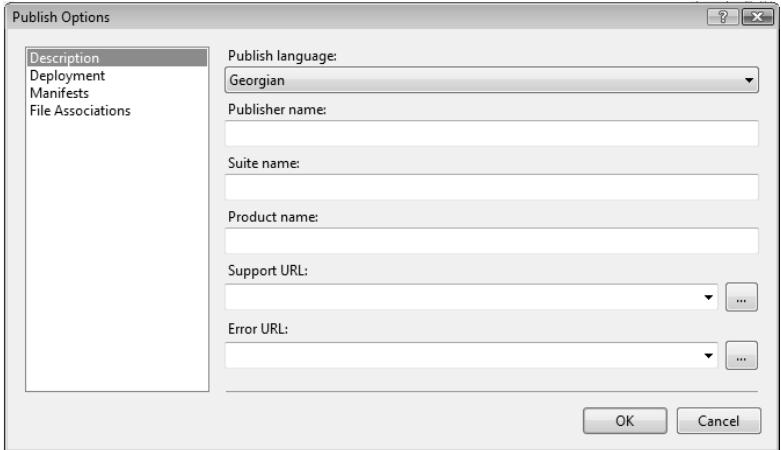 Publish Options
?
Description
Deployment
Manifests
File Associations
Publish language:
Georgian
Publisher name:
Suite name:
Product name:
Support URL:
...
Error URL:
...
OK
Cancel